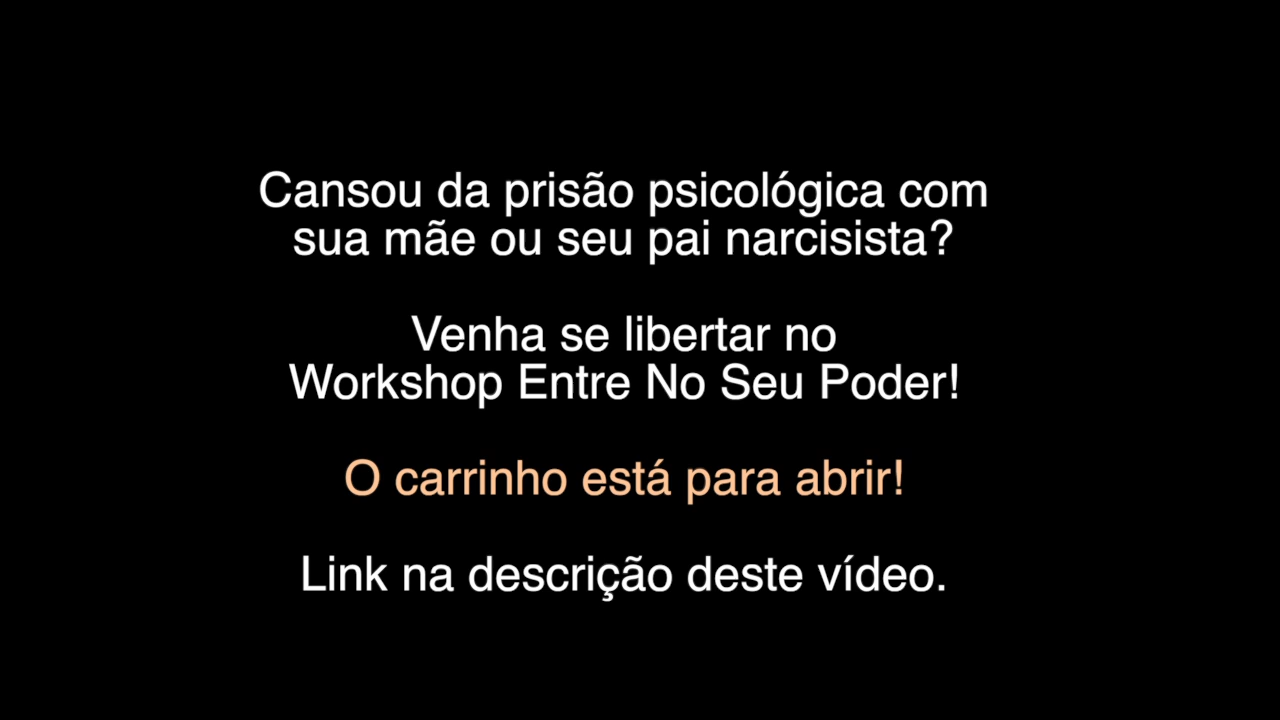 Cansou da prisão psicológica com
sua mãe ou seu pai narcisista?
Venha se libertar no
Workshop Entre No Seu Poder!
O carrinho está para abrir!
Link na descrição deste vídeo.